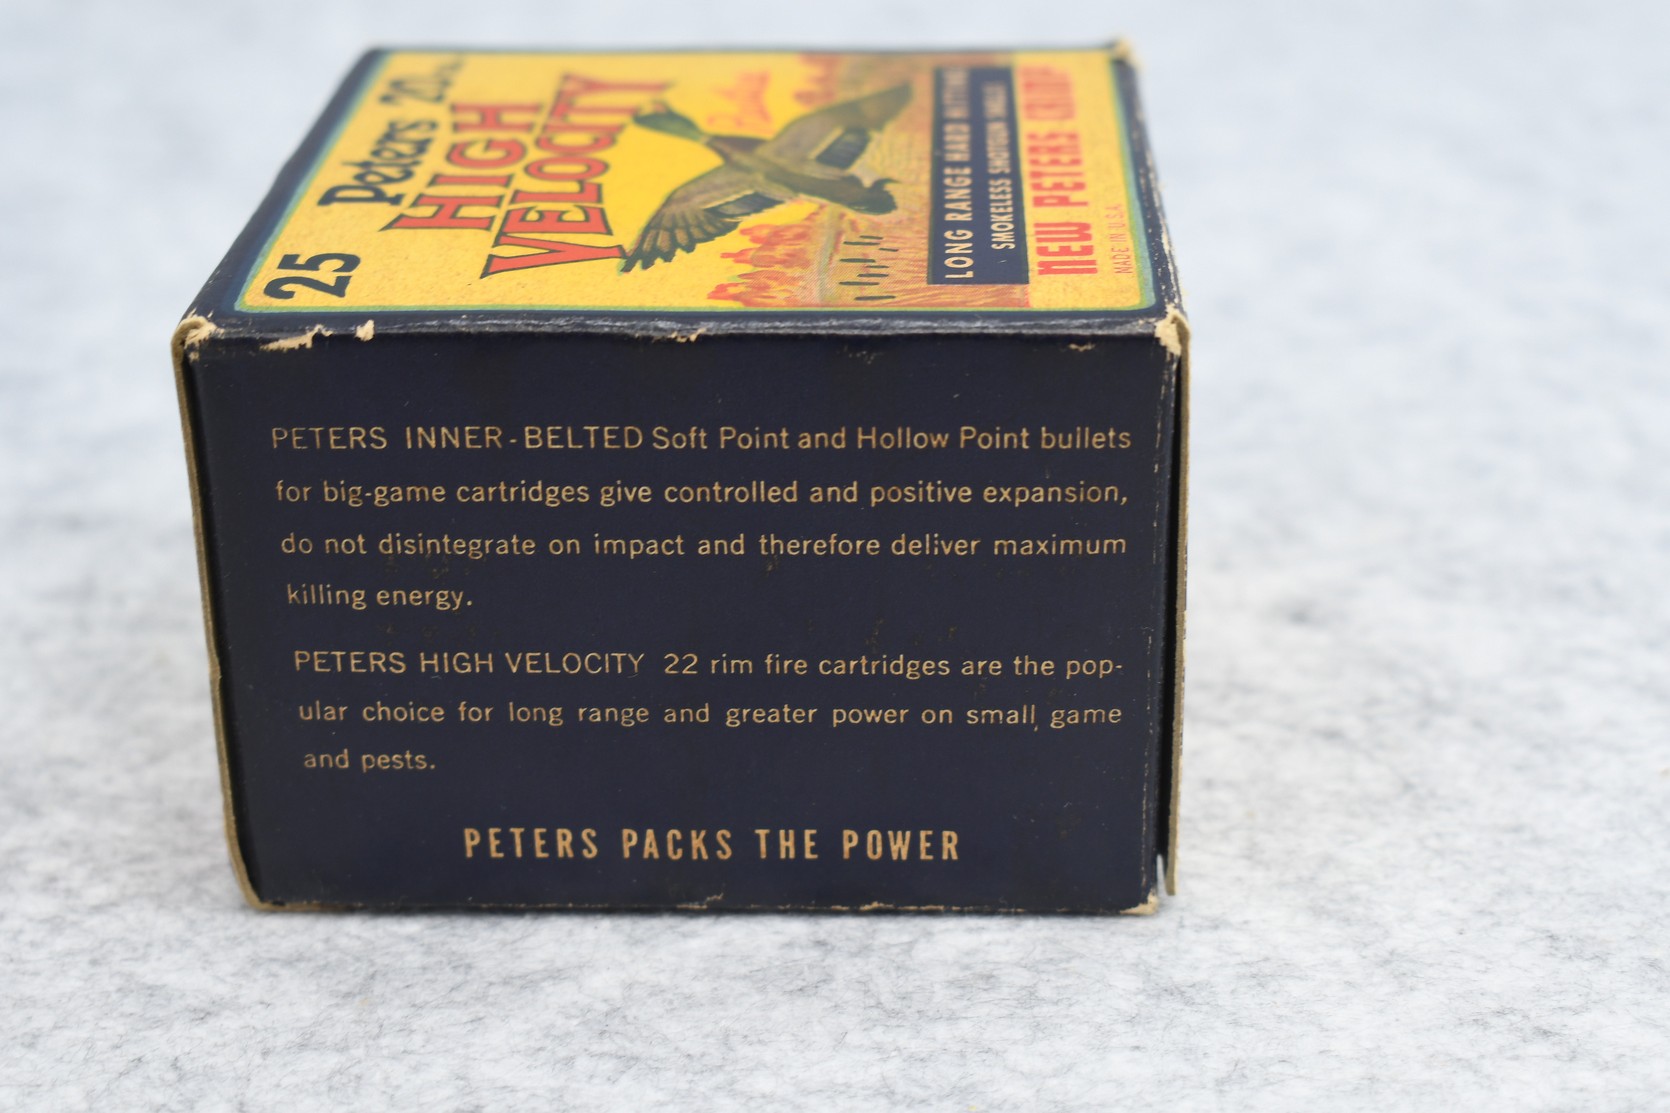 25 Peters 20
HIGH
VELOCITY
LONG RANGE HARD HITTING
SMOKELESS SHOTGUN SHELLS
NEW PETERS CRIMP
MADE IN U.S.A.
PETERS INNER-BELTED Soft Point and Hollow Point bullets
for big-game cartridges give controlled and positive expansion,
do not disintegrate on impact and therefore deliver maximum
killing energy.
PETERS HIGH VELOCITY 22 rim fire cartridges are the pop-
ular choice for long range and greater power on small game
and pests.
PETERS PACKS THE POWER